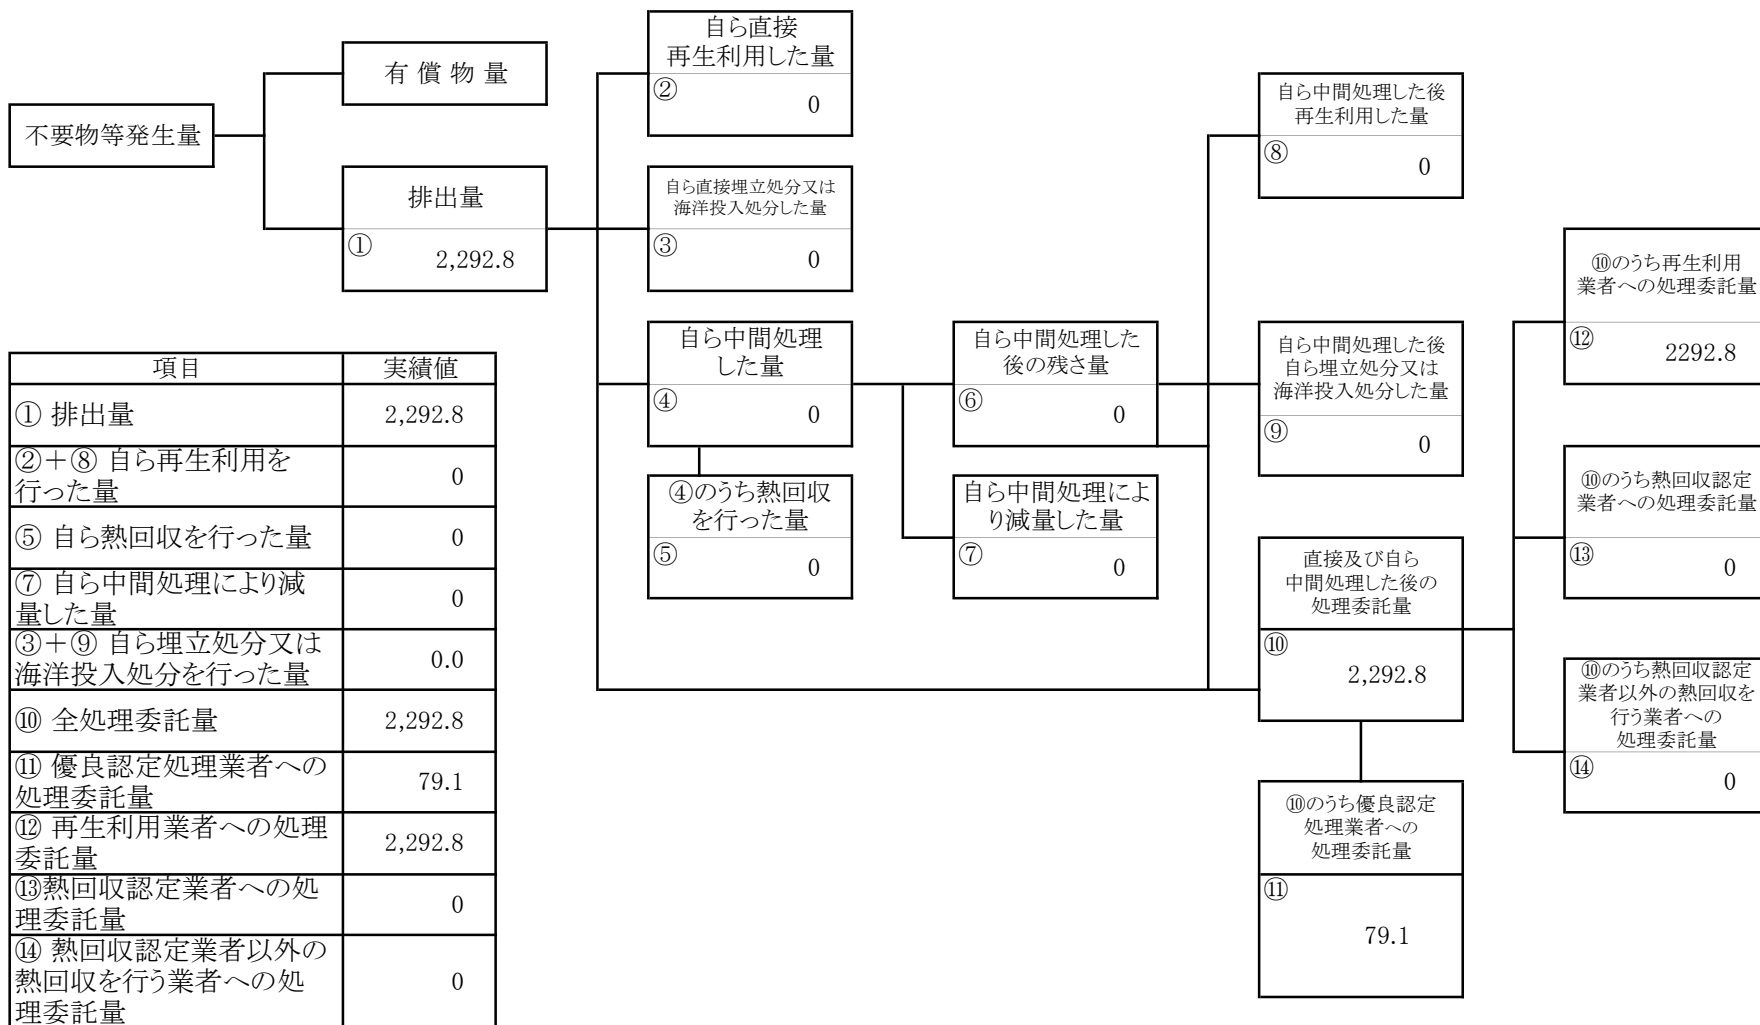 不要物等発生量
有 償 物 量
排出量
①
2,292.8
自ら直接
再生利用した量
②
0
自ら直接埋立処分又は
海洋投入処分した量
③
0
自ら中間処理
した量
④
0
④のうち熱回収
を行った量
⑤
0
自ら中間処理した
後の残さ量
⑥
0
自ら中間処理によ
り減量した量
⑦
0
自ら中間処理した後
再生利用した量
⑧
0
自ら中間処理した後
自ら埋立処分又は
海洋投入処分した量
⑨
0
直接及び自ら
中間処理した後の
処理委託量
⑩
2,292.8
⑩のうち優良認定
処理業者への
処理委託量
⑪
79.1
⑩のうち再生利用
業者への処理委託量
⑫
2292.8
⑩のうち熱回収認定
業者への処理委託量
⑬
0
⑩のうち熱回収認定
業者以外の熱回収を
行う業者への
処理委託量
⑭
0
項目 実績値
① 排出量 2,292.8
②+⑧ 自ら再生利用を
行った量 0
⑤ 自ら熱回収を行った量 0
⑦ 自ら中間処理により減
量した量 0
③+⑨ 自ら埋立処分又は
海洋投入処分を行った量 0.0
⑩ 全処理委託量 2,292.8
⑪ 優良認定処理業者への
処理委託量 79.1
⑫ 再生利用業者への処理
委託量 2,292.8
⑬熱回収認定業者への処
理委託量 0
⑭ 熱回収認定業者以外の
熱回収を行う業者への処
理委託量 0